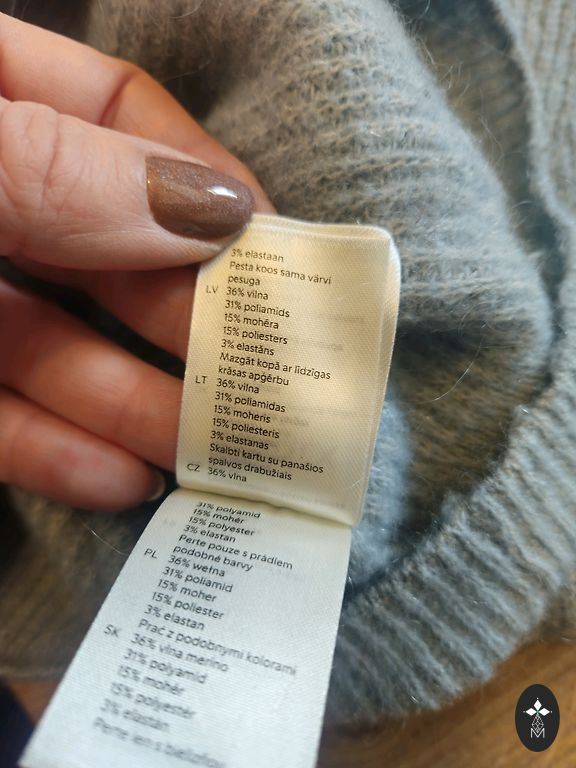 3% elastaan
Pesta koos sama värvi
pesuga
LV 36% vilna
31% poliamīds
15% mohēra
15% poliesters
3% elastāns
Mazgāt kopā ar līdzīgas
krāsas apģērbu
LT 36% vilna
31% poliamidas
15% moheris
15% poliesteris
3% elastanas
Skalbti kartu su panašios
spalvos drabužiais
CZ 36% vlna
31% polyamid
15% mohér
15% polyester
3% elastan
Perte pouze s prádlem
podobné barvy
PL 36% wełna
31% poliamid
15% moher
15% poliester
3% elastan
Prać z podobnymi kolorami
SK 36% vlna merino
31% polyamid
15% mohér
15% polyestér
3% elastán
Perte len s
M